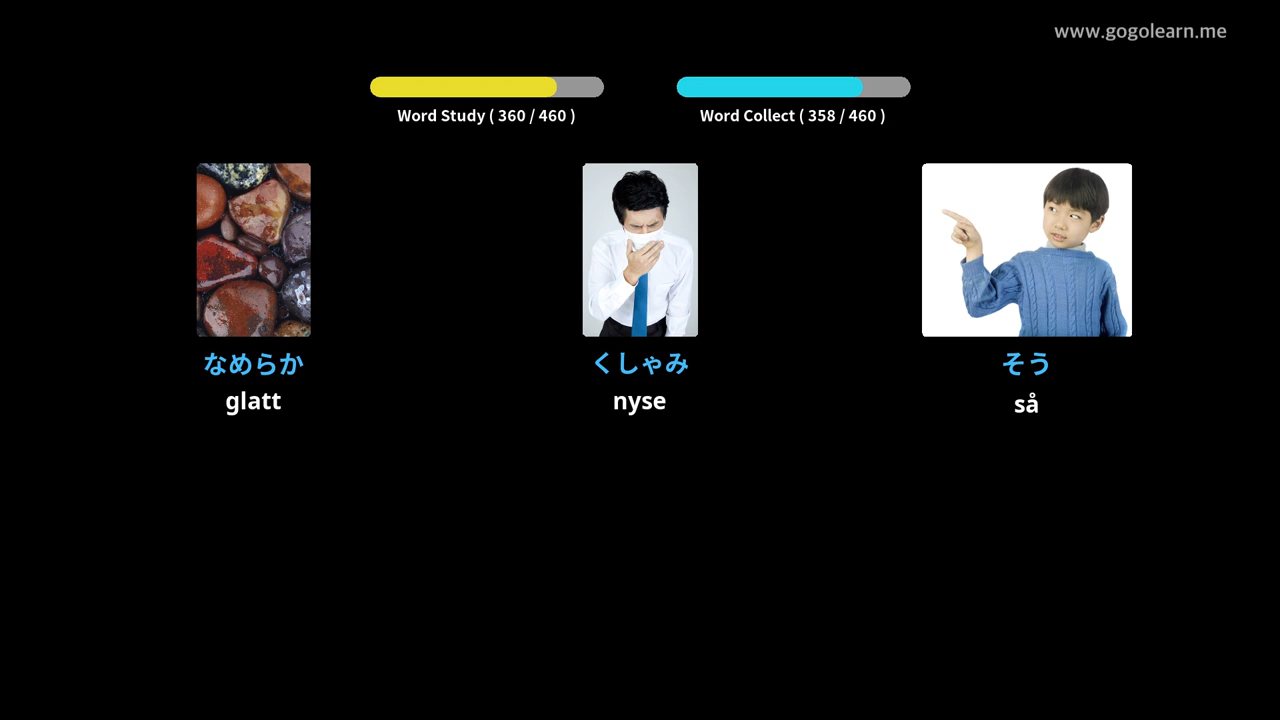 www.gogolearn.me
Word Study ( 360 / 460 )
Word Collect ( 358 / 460 )
なめらか
glatt
くしゃみ
nyse
そう
så